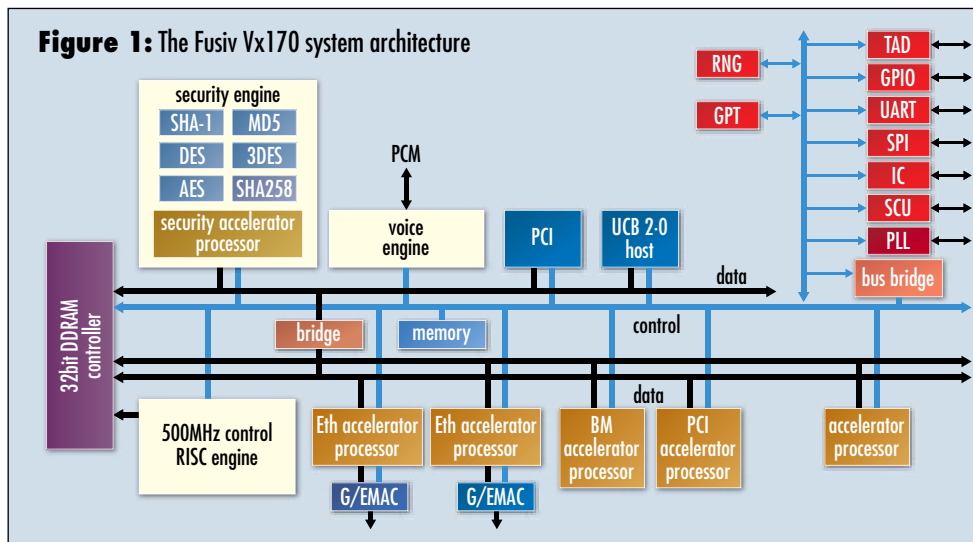 Figure 1: The Fusiv Vx170 system architecture
security engine
SHA-1
MD5
DES
3DES
AES
SHA258
security accelerator
processor
PCM
voice
engine
PCI
UCB 2-0
host
RNG
GPT
TAD
GPIO
UART
SPI
IC
SCU
PLL
bus bridge
data
control
bridge
memory
32bit DDRAM
controller
data
500MHz control
RISC engine
Eth accelerator
processor
Eth accelerator
processor
BM
accelerator
processor
PCI
accelerator
processor
accelerator
processor
G/EMAC
G/EMAC